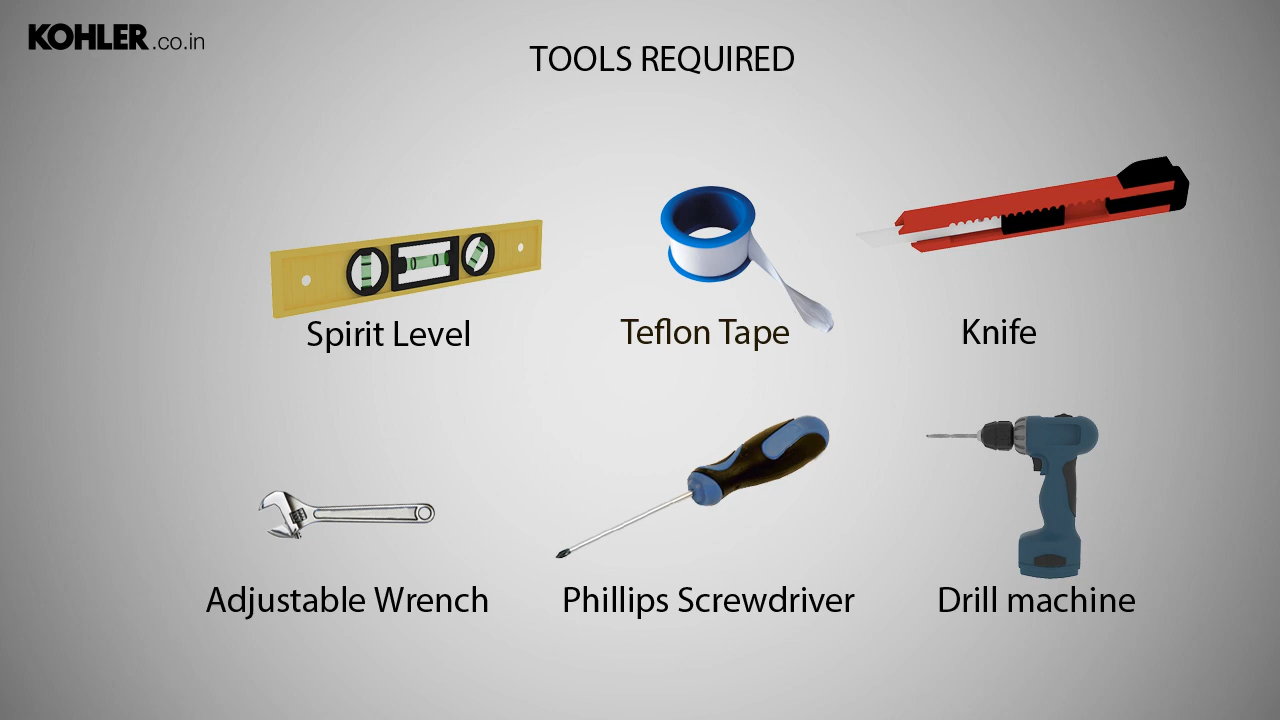 KOHLER.co.in
TOOLS REQUIRED
Spirit Level
Teflon Tape
Knife
Adjustable Wrench
Phillips Screwdriver
Drill machine